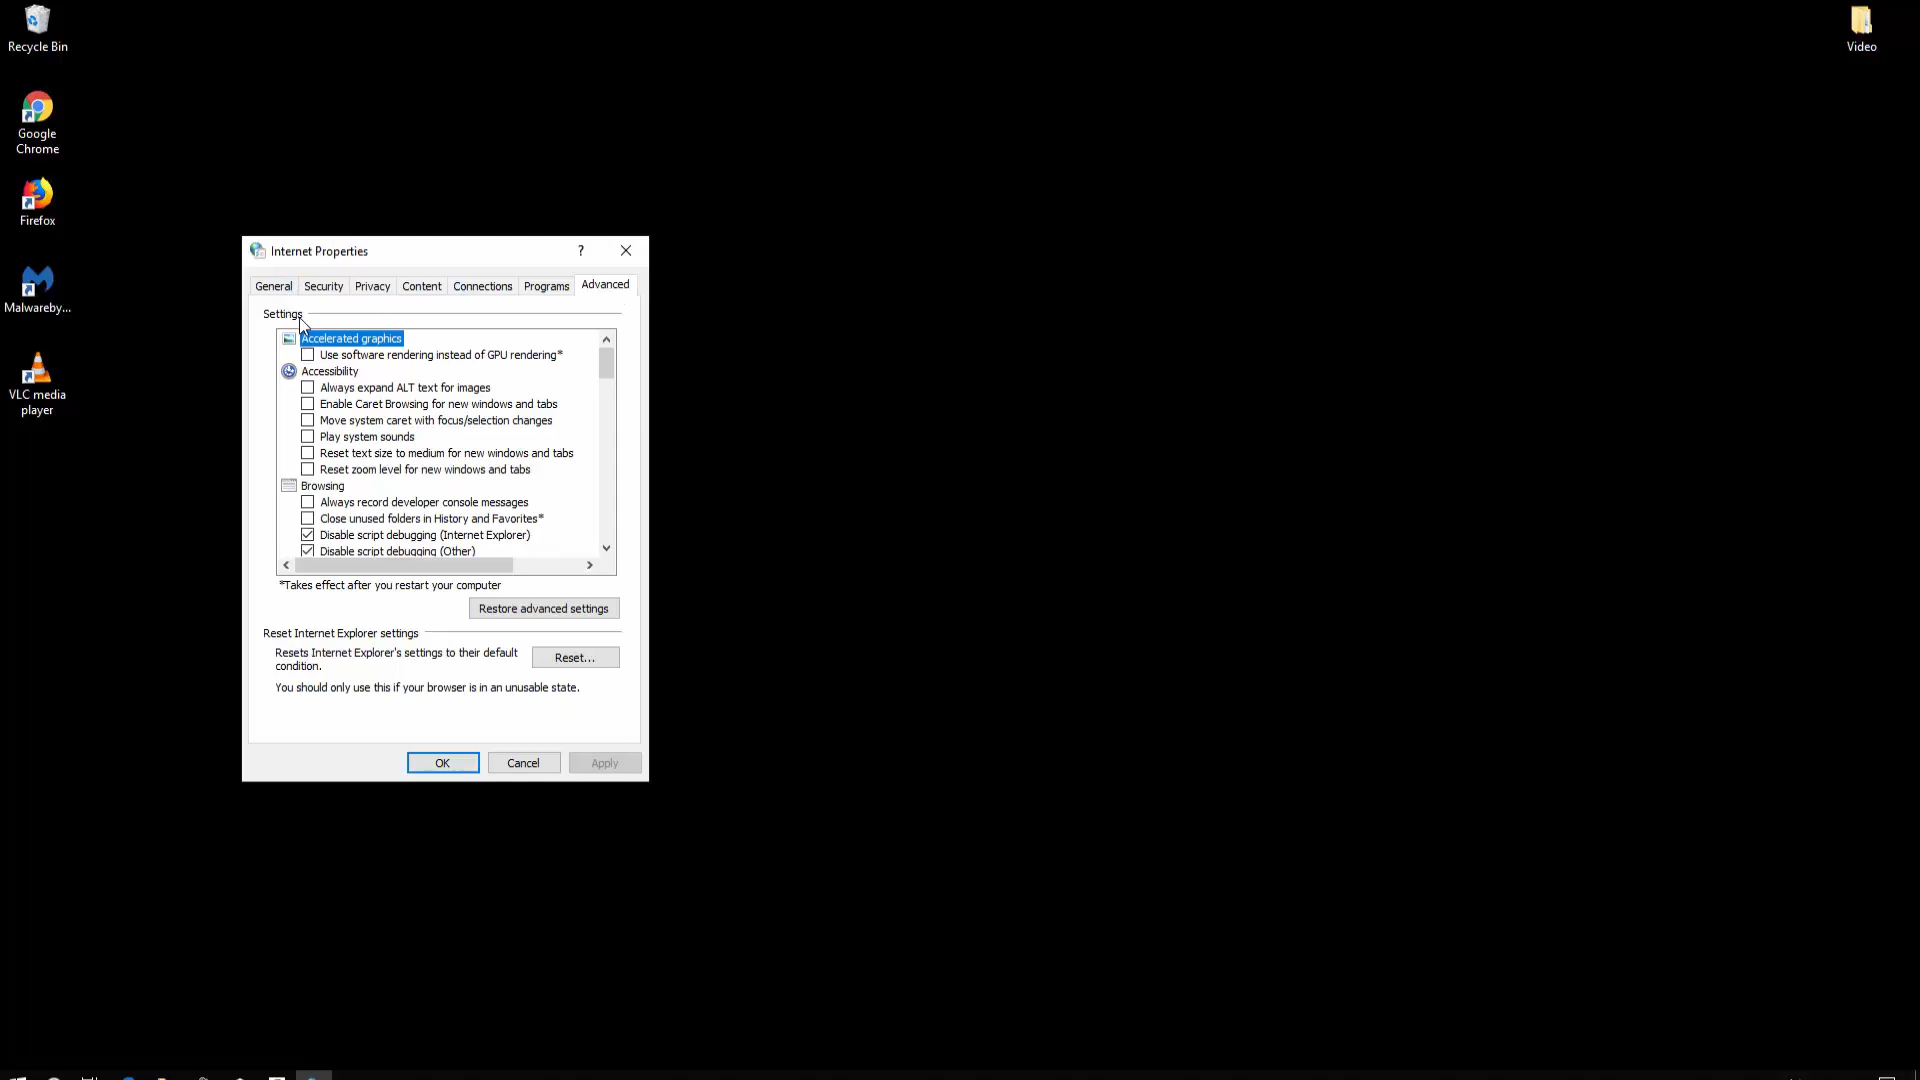 Recycle Bin
Google
Chrome
Firefox
Malwareby...
VLC media
player
Video
Internet Properties
?
General
Security
Privacy
Content
Connections
Programs
Advanced
Settings
Accelerated graphics
Use software rendering instead of GPU rendering*
Accessibility
Always expand ALT text for images
Enable Caret Browsing for new windows and tabs
Move system caret with focus/selection changes
Play system sounds
Reset text size to medium for new windows and tabs
Reset zoom level for new windows and tabs
Browsing
Always record developer console messages
Close unused folders in History and Favorites*
Disable script debugging (Internet Explorer)
Disable script debugging (Other)
*Takes effect after you restart your computer
Restore advanced settings
Reset Internet Explorer settings
Resets Internet Explorer's settings to their default
condition.
Reset...
You should only use this if your browser is in an unusable state.
OK
Cancel
Apply